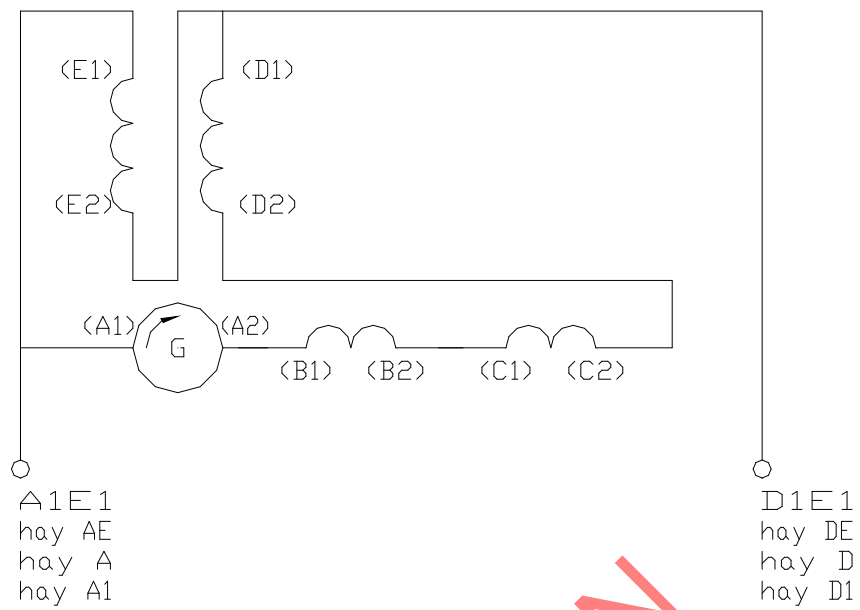 (E1) (D1)
(E2) (D2)
(A1) G (A2)
(B1) (B2) (C1) (C2)
A1E1 D1E1
hay AE hay DE
hay A hay D
hay A1 hay D1